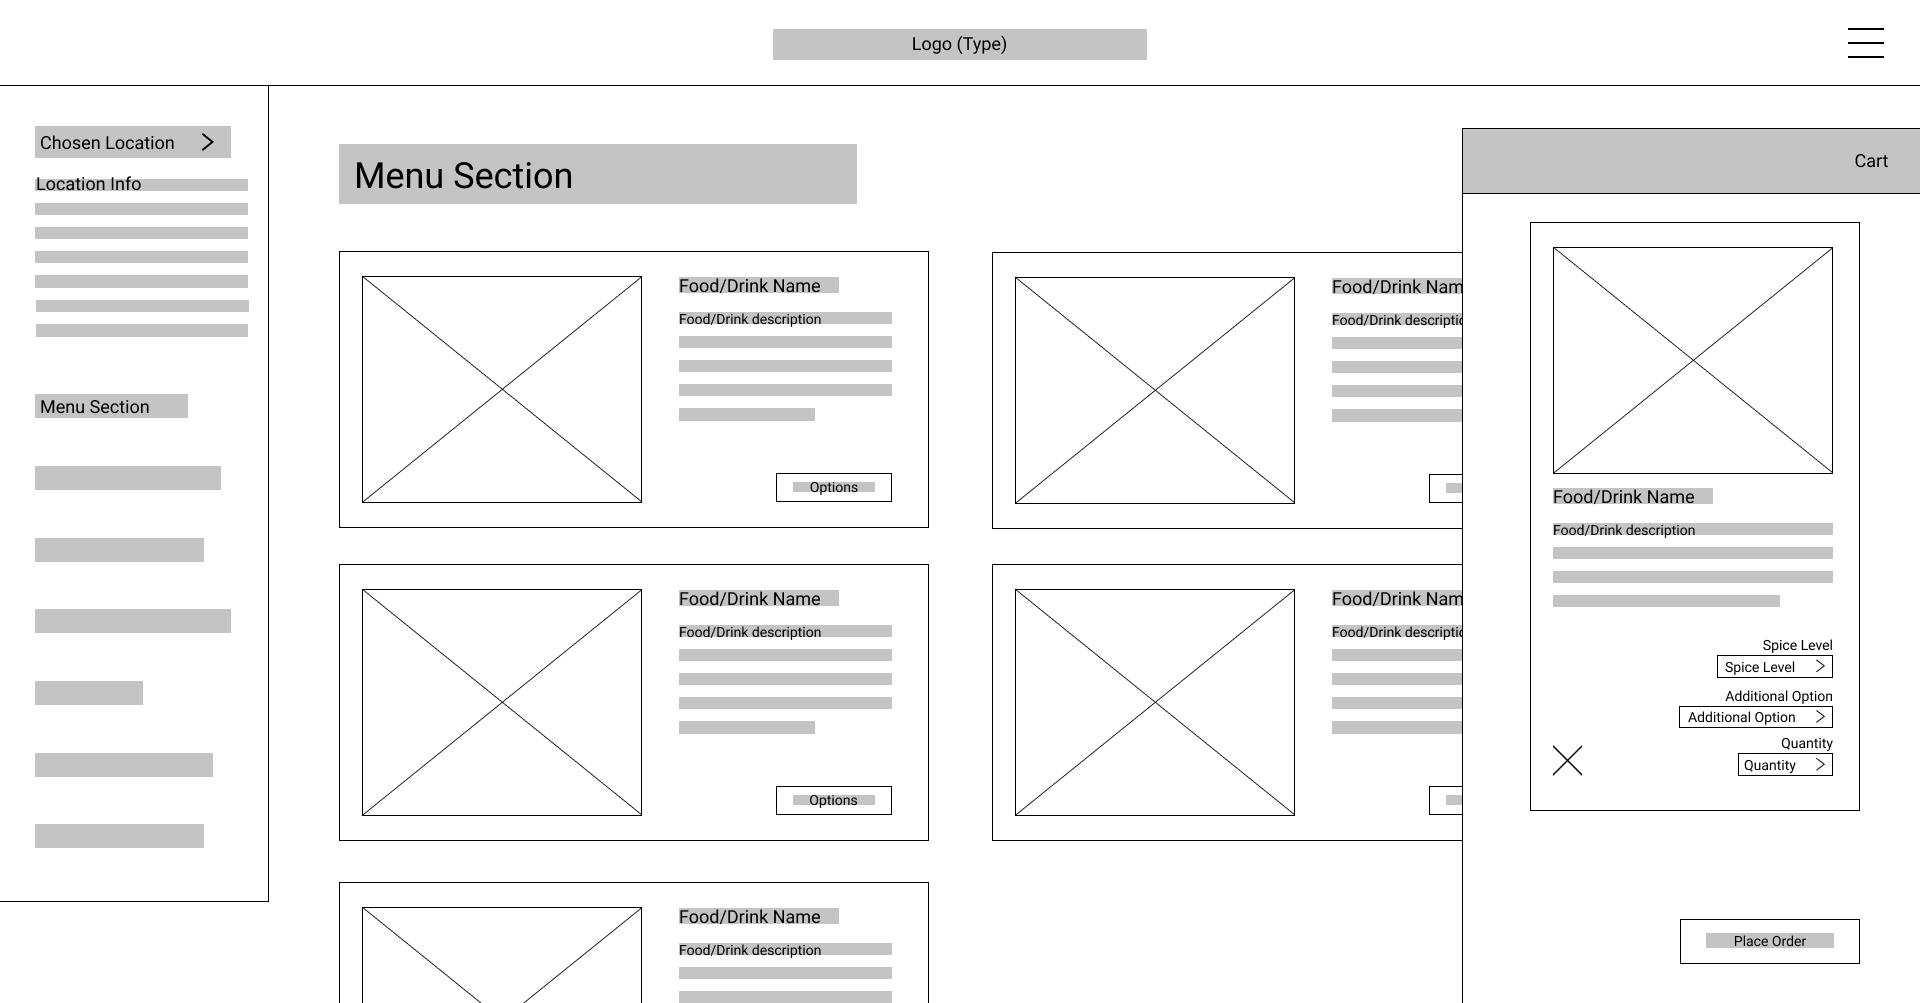 Logo (Type)
Chosen Location
Location Info
Menu Section
Menu Section
Food/Drink Name
Food/Drink description
Options
Food/Drink Nam
Food/Drink descriptio
Food/Drink Name
Food/Drink description
Options
Food/Drink Nam
Food/Drink descriptio
Food/Drink Name
Food/Drink description
Cart
Food/Drink Name
Food/Drink description
Spice Level
Spice Level
Additional Option
Additional Option
Quantity
Quantity
Place Order